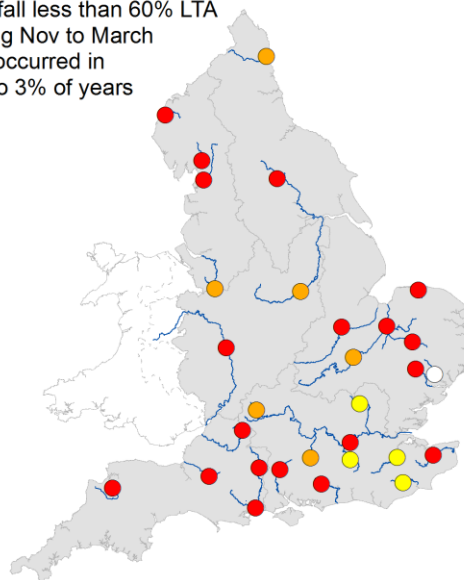 fall less than 60% LTA
g Nov to March
occurred in
o 3% of years